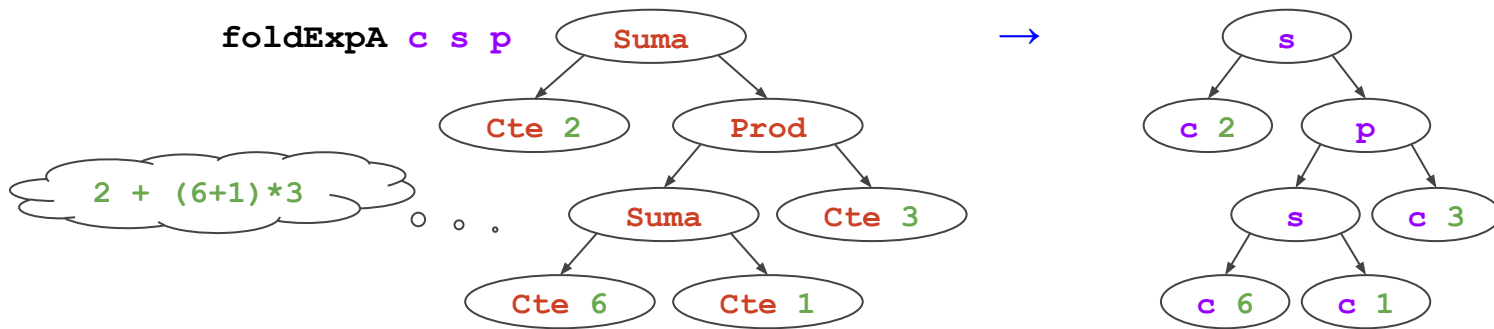 foldExpA c s p Suma → s
Cte 2 Prod c 2 p
2 + (6+1)*3
Suma Cte 3 s c 3
Cte 6 Cte 1 c 6 c 1